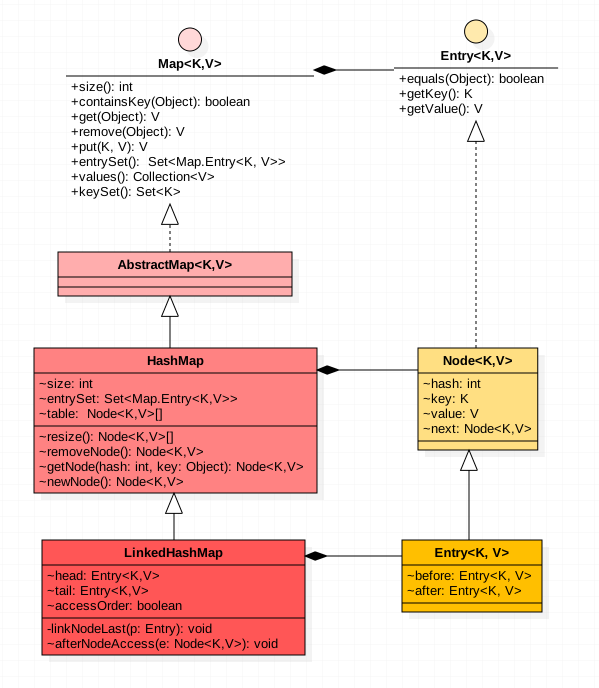 Map<K,V>
+size(): int
+containsKey(Object): boolean
+get(Object): V
+remove(Object): V
+put(K, V): V
+entrySet():  Set<Map.Entry<K, V>>
+values(): Collection<V>
+keySet(): Set<K>
Entry<K,V>
+equals(Object): boolean
+getKey(): K
+getValue(): V
AbstractMap<K,V>
HashMap
~size: int
~entrySet: Set<Map.Entry<K,V>>
~table:  Node<K,V>[]
~resize(): Node<K,V>[]
~removeNode(): Node<K,V>
~getNode(hash: int, key: Object): Node<K,V>
~newNode(): Node<K,V>
Node<K,V>
~hash: int
~key: K
~value: V
~next: Node<K,V>
LinkedHashMap
~head: Entry<K,V>
~tail: Entry<K,V>
~accessOrder: boolean
-linkNodeLast(p: Entry): void
~afterNodeAccess(e: Node<K,V>): void
Entry<K, V>
~before: Entry<K, V>
~after: Entry<K, V>